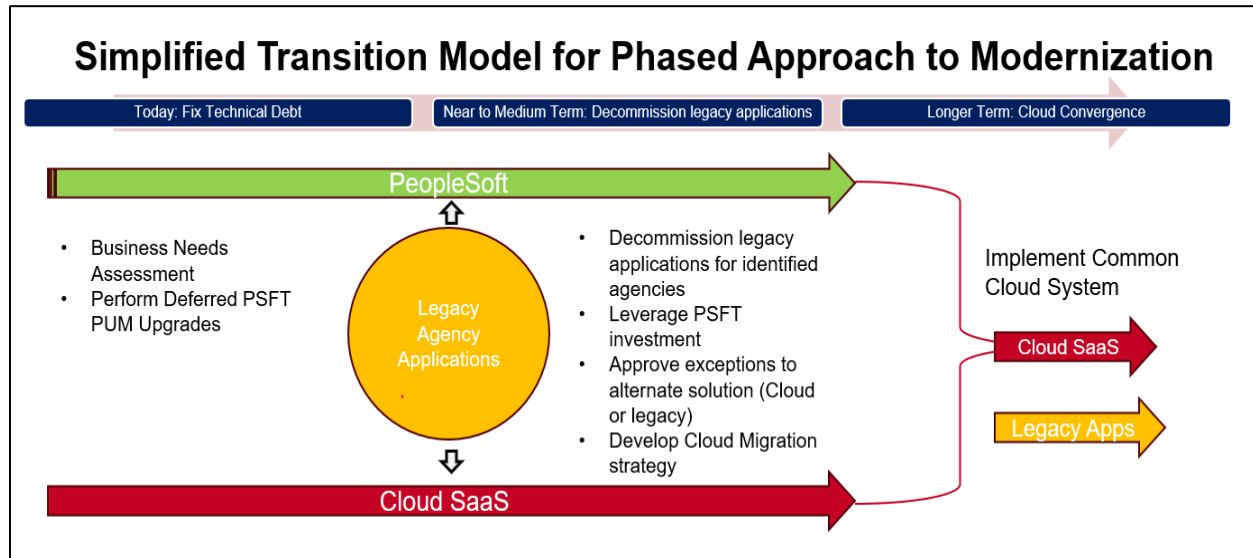 Simplified Transition Model for Phased Approach to Modernization
Today: Fix Technical Debt
Near to Medium Term: Decommission legacy applications
Longer Term: Cloud Convergence
PeopleSoft
• Business Needs
Assessment
• Perform Deferred PSFT
PUM Upgrades
Legacy
Agency
Applications
• Decommission legacy
applications for identified
agencies
• Leverage PSFT
investment
• Approve exceptions to
alternate solution (Cloud
or legacy)
• Develop Cloud Migration
strategy
Implement Common
Cloud System
Cloud SaaS
Legacy Apps
Cloud SaaS